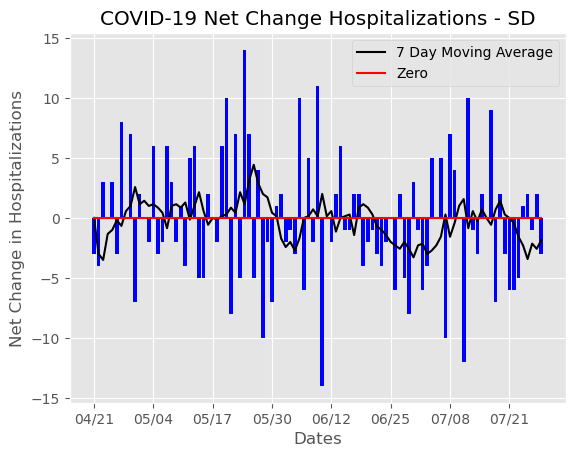 COVID-19 Net Change Hospitalizations - SD
7 Day Moving Average
Zero
Net Change in Hospitalizations
15
10
5
0
−5
−10
−15
04/21 05/04 05/17 05/30 06/12 06/25 07/08 07/21
Dates